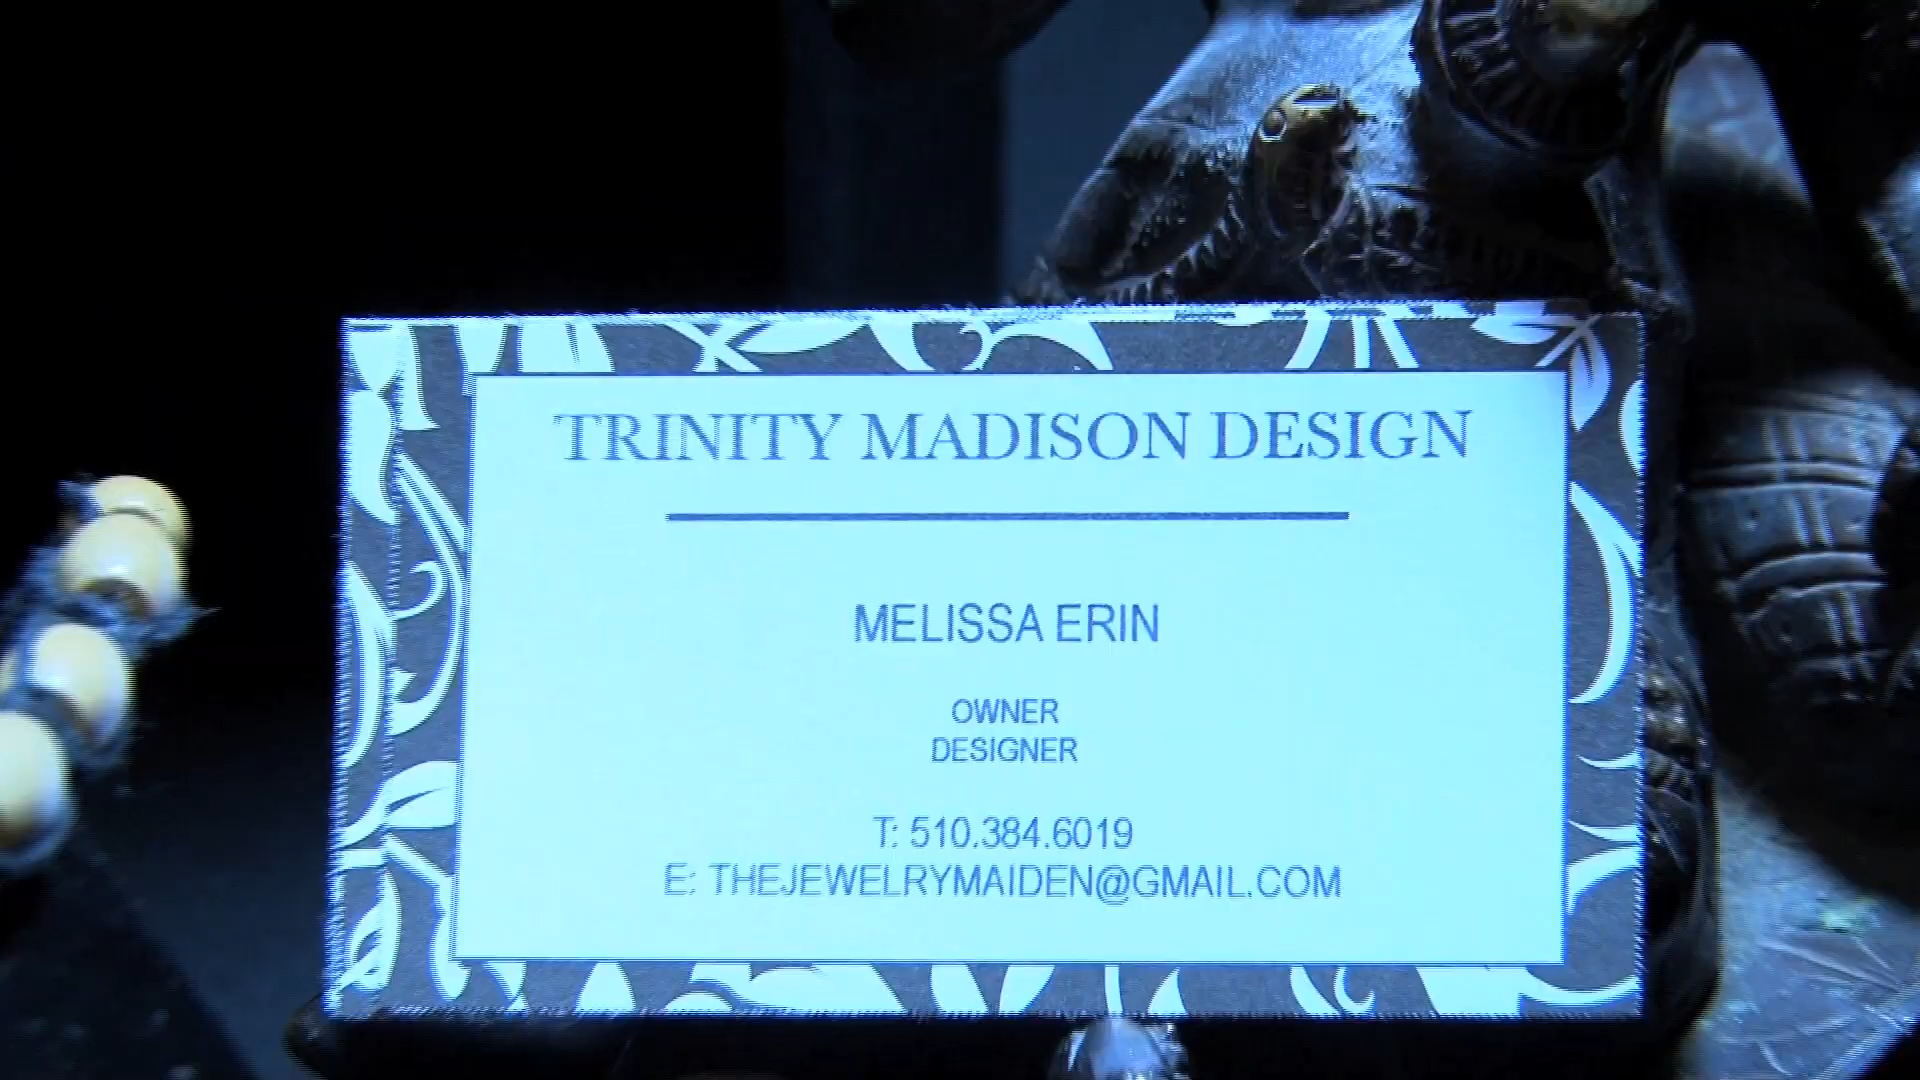 TRINITY MADISON DESIGN
MELISSA ERIN
OWNER
DESIGNER
T: 510.384.6019
E: THEJEWELRYMAIDEN@GMAIL.COM